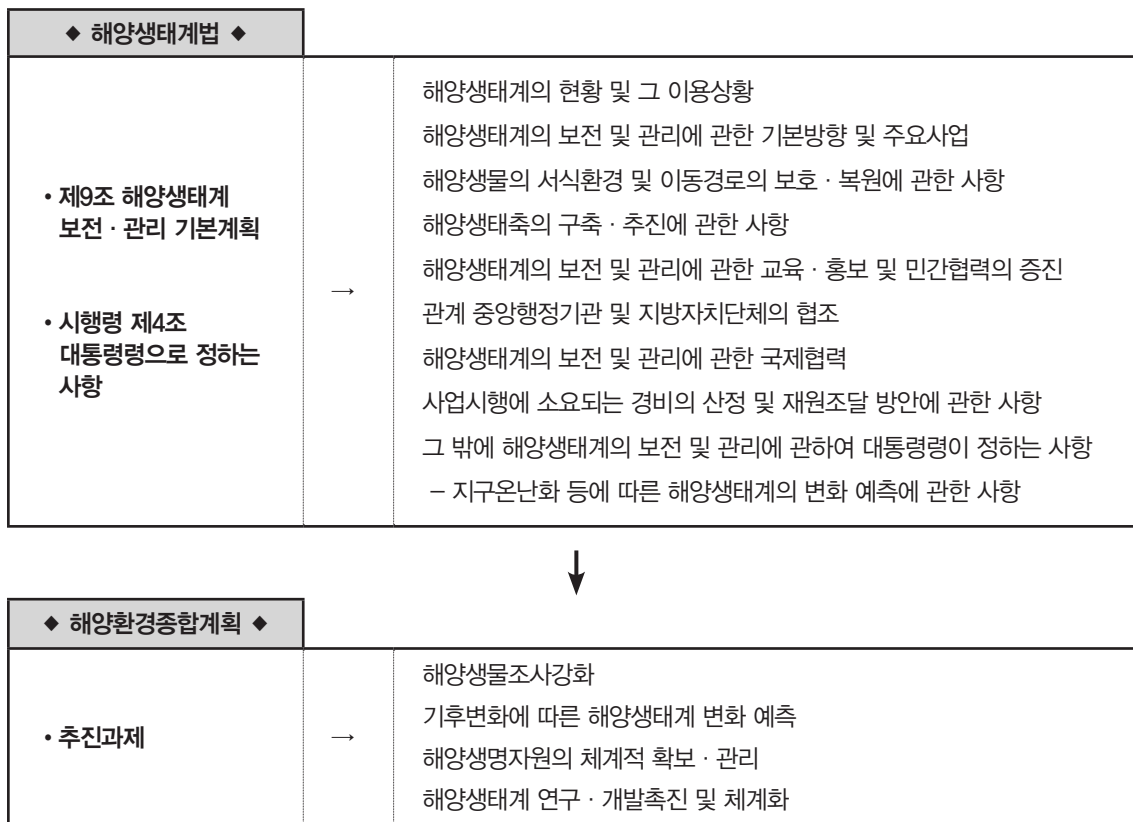 ◆ 해양생태계법 ◆
• 제9조 해양생태계
보전 · 관리 기본계획
• 시행령 제4조
대통령령으로 정하는
사항
→
해양생태계의 현황 및 그 이용상황
해양생태계의 보전 및 관리에 관한 기본방향 및 주요사업
해양생물의 서식환경 및 이동경로의 보호 · 복원에 관한 사항
해양생태축의 구축 · 추진에 관한 사항
해양생태계의 보전 및 관리에 관한 교육 · 홍보 및 민간협력의 증진
관계 중앙행정기관 및 지방자치단체의 협조
해양생태계의 보전 및 관리에 관한 국제협력
사업시행에 소요되는 경비의 산정 및 재원조달 방안에 관한 사항
그 밖에 해양생태계의 보전 및 관리에 관하여 대통령령이 정하는 사항
– 지구온난화 등에 따른 해양생태계의 변화 예측에 관한 사항
↓
◆ 해양환경종합계획 ◆
• 추진과제
→
해양생물조사강화
기후변화에 따른 해양생태계 변화 예측
해양생명자원의 체계적 확보 · 관리
해양생태계 연구 · 개발촉진 및 체계화